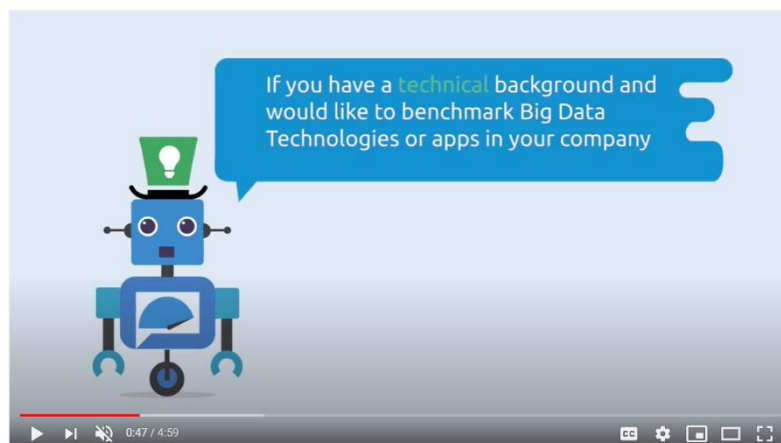 If you have a technical background and
would like to benchmark Big Data
Technologies or apps in your company
0:47 / 4:59
CC